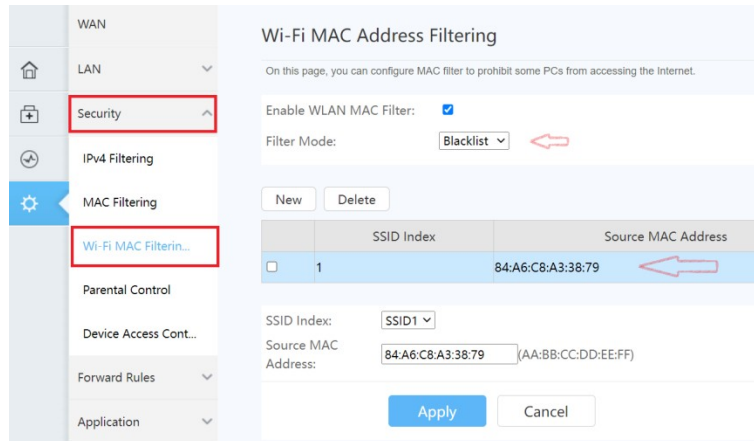 WAN
LAN
Security
IPv4 Filtering
MAC Filtering
Wi-Fi MAC Filterin...
Parental Control
Device Access Cont...
Forward Rules
Application
Wi-Fi MAC Address Filtering
On this page, you can configure MAC filter to prohibit some PCs from accessing the Internet.
Enable WLAN MAC Filter:
Filter Mode: Blacklist
New Delete
SSID Index Source MAC Address
1 84:A6:C8:A3:38:79
SSID Index: SSID1
Source MAC
Address: 84:A6:C8:A3:38:79 (AA:BB:CC:DD:EE:FF)
Apply Cancel